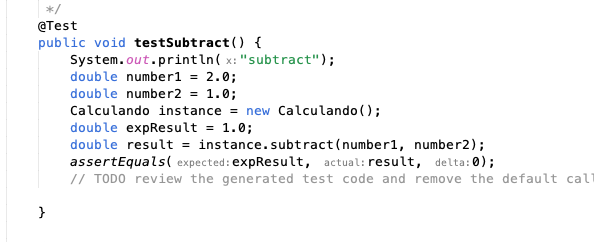 */
@Test
public void testSubtract() {
System.out.println(x: "subtract");
double number1 = 2.0;
double number2 = 1.0;
Calculando instance = new Calculando();
double expResult = 1.0;
double result = instance.subtract(number1, number2);
assertEquals(expected: expResult, actual: result, delta: 0);
// TODO review the generated test code and remove the default call
}